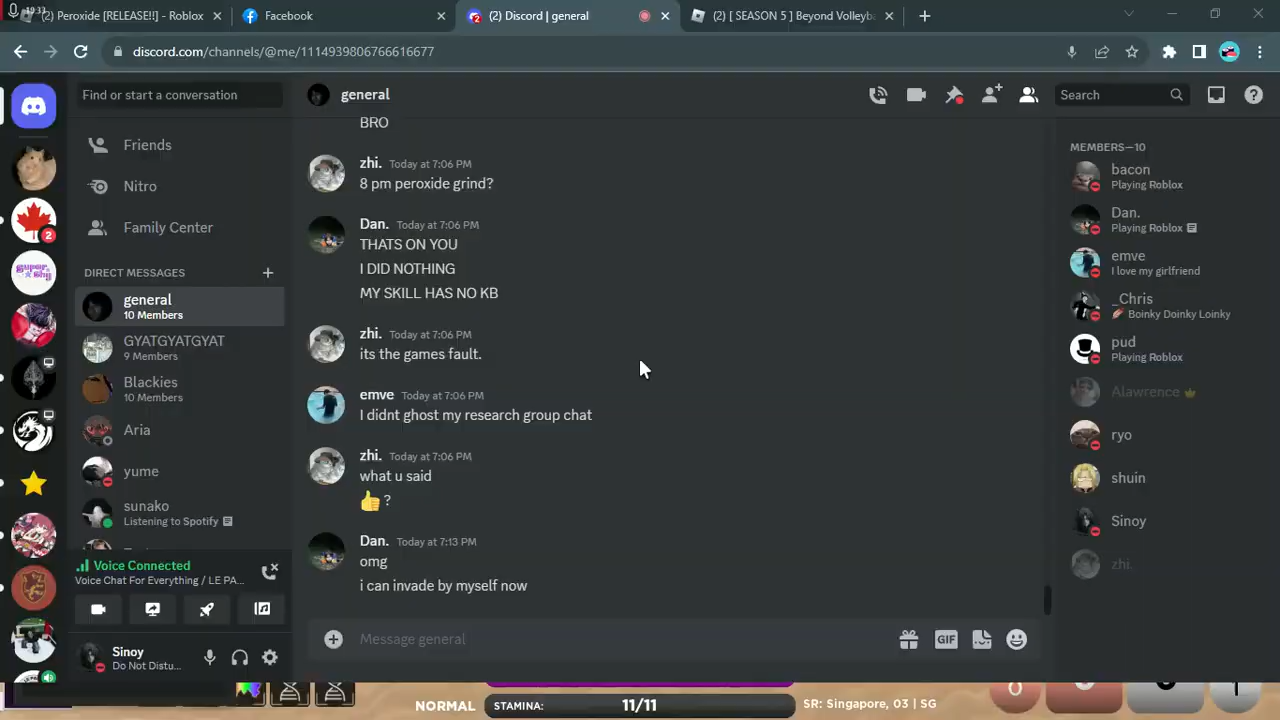 19:33
(2) Peroxide [RELEASE!!] - Roblox
Facebook
(2) Discord | general
(2) [ SEASON 5 ] Beyond Volleyba
discord.com/channels/@me/1114939806766616677
Find or start a conversation
general
Search
Friends
Nitro
Family Center
DIRECT MESSAGES
general
10 Members
GYATGYATGYAT
9 Members
Blackies
10 Members
Aria
yume
sunako
Listening to Spotify
Voice Connected
Voice Chat For Everything / LE PA...
Sinoy
Do Not Distu...
2
BRO
zhi. Today at 7:06 PM
8 pm peroxide grind?
Dan. Today at 7:06 PM
THATS ON YOU
I DID NOTHING
MY SKILL HAS NO KB
zhi. Today at 7:06 PM
its the games fault.
emve Today at 7:06 PM
I didnt ghost my research group chat
zhi. Today at 7:06 PM
what u said
👍 ?
Dan. Today at 7:13 PM
omg
i can invade by myself now
Message general
GIF
MEMBERS—10
bacon
Playing Roblox
Dan.
Playing Roblox
emve
I love my girlfriend
_Chris
Boinky Doinky Loinky
pud
Playing Roblox
Alawrence
ryo
shuin
Sinoy
zhi.
NORMAL
STAMINA: 11/11
SR: Singapore, 03 | SG